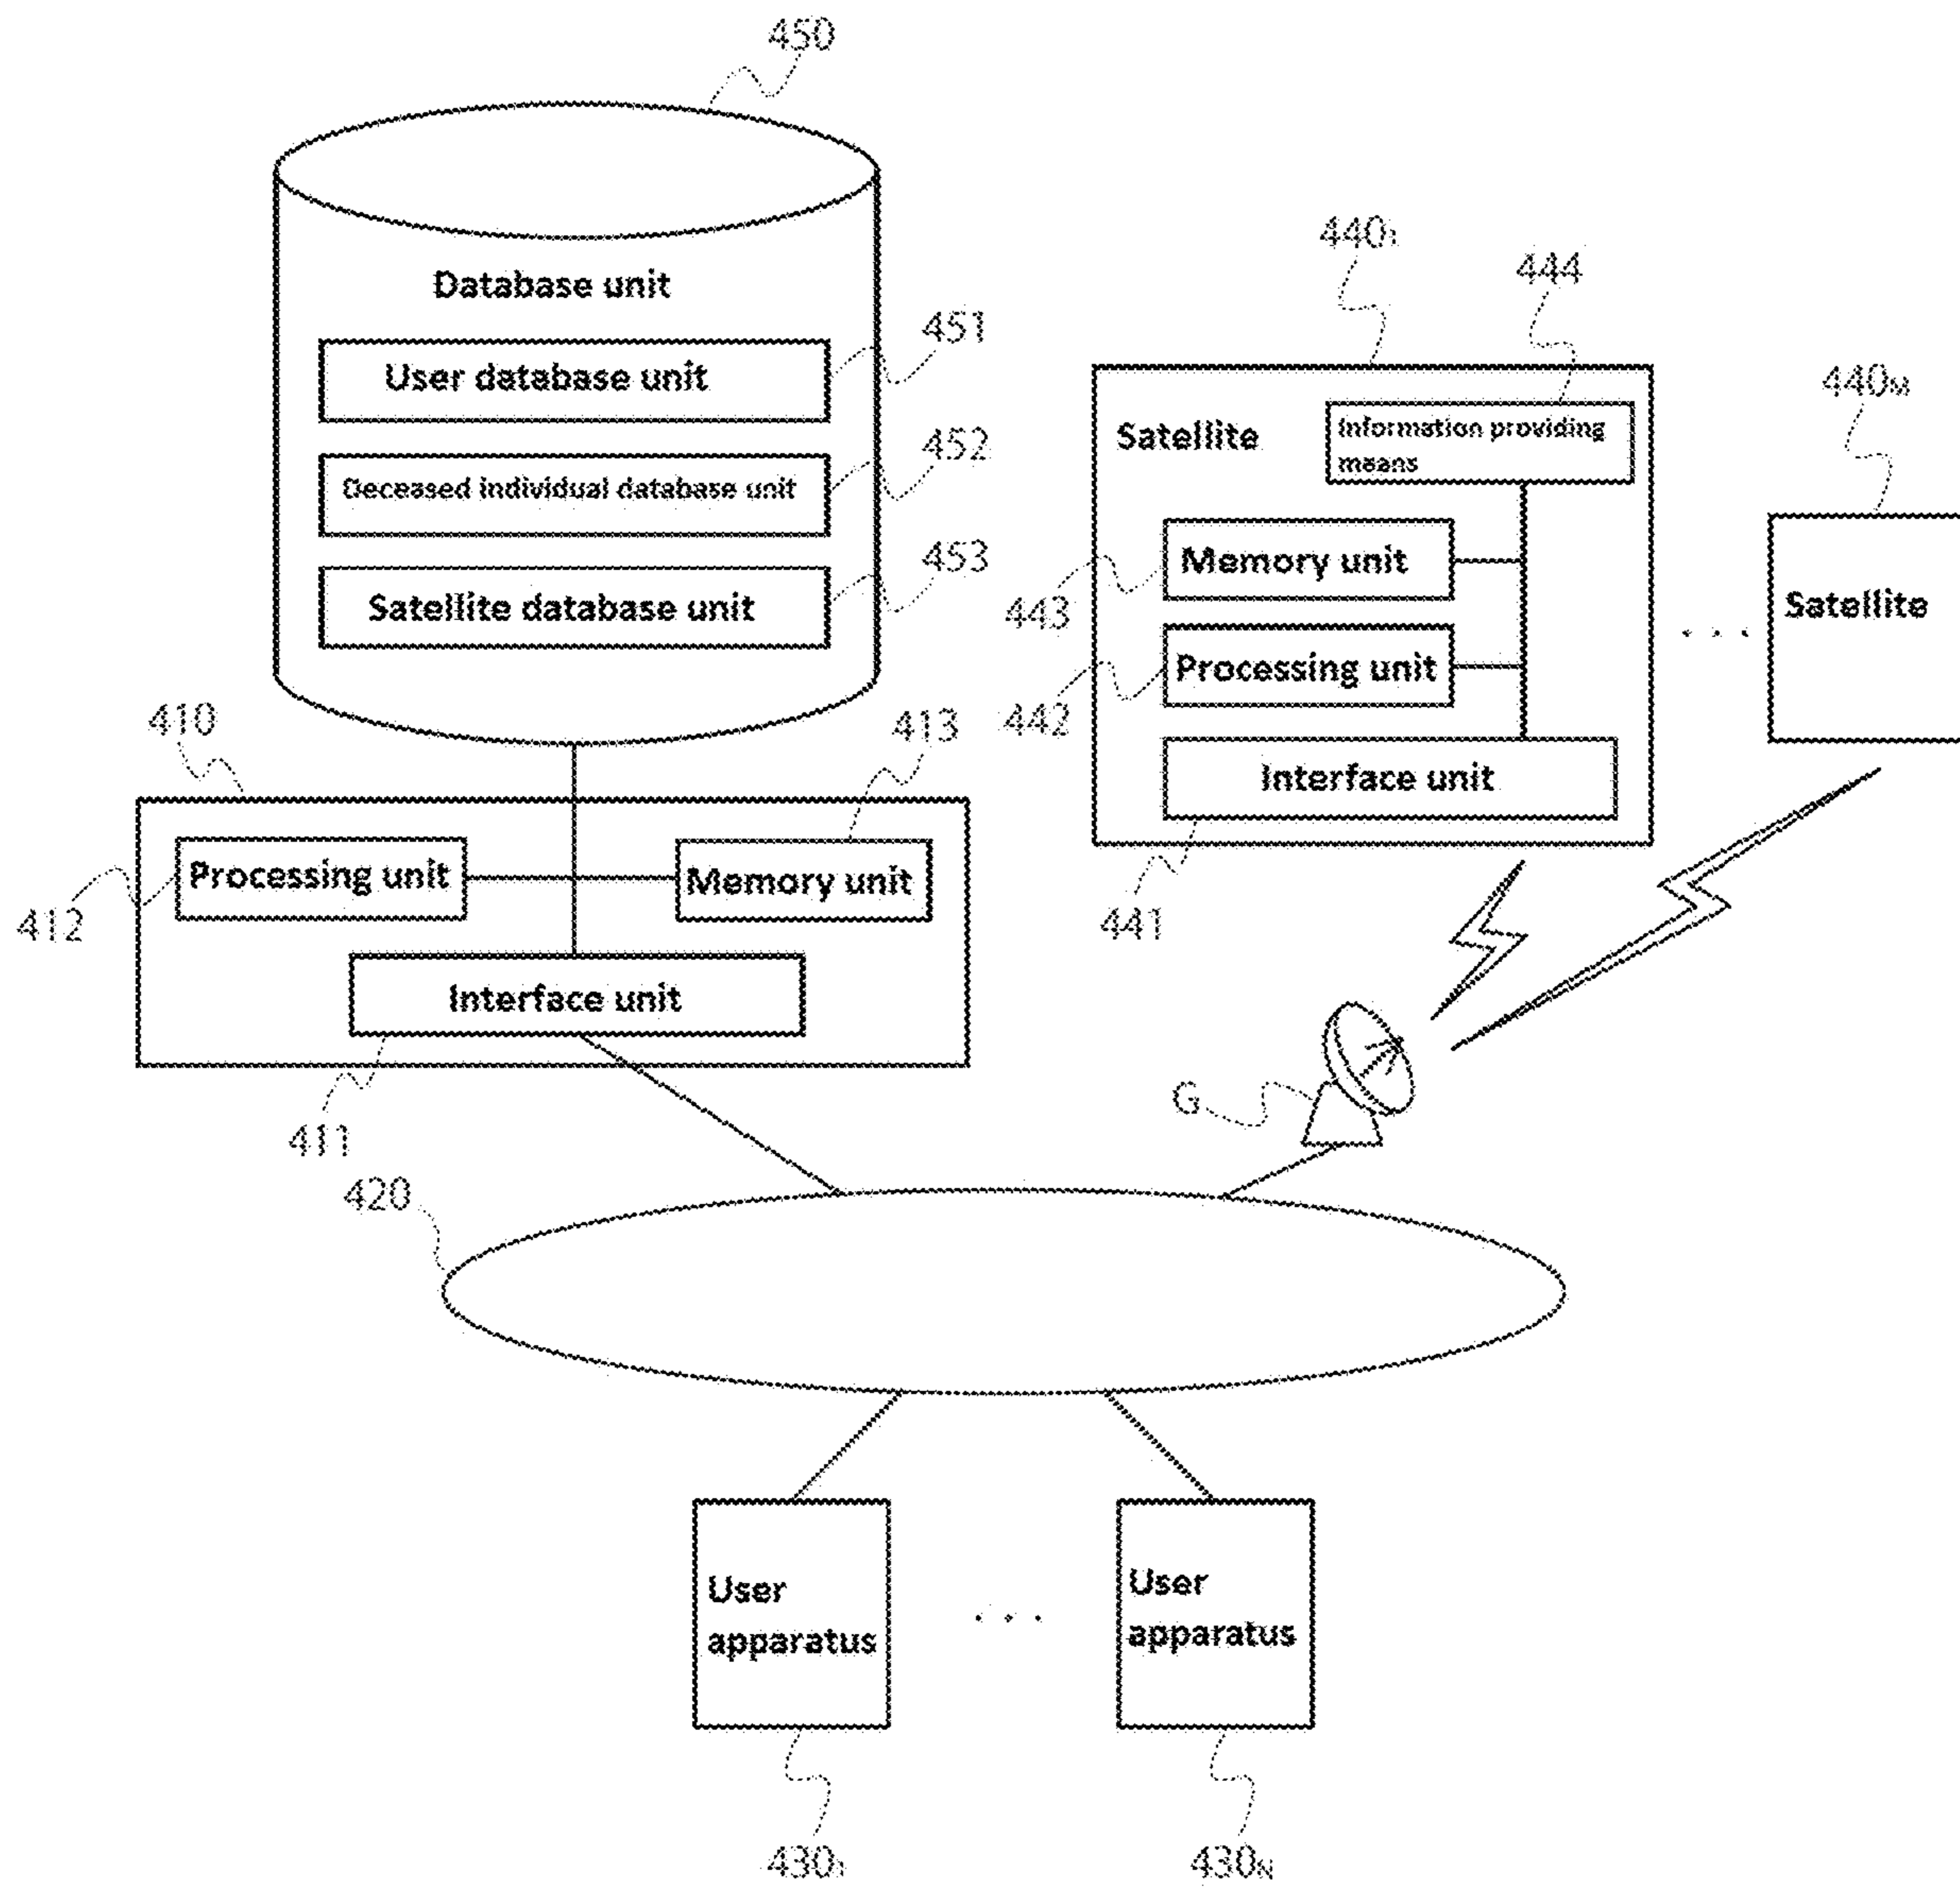 450
Database unit
451
User database unit
452
Deceased individual database unit
453
Satellite database unit
440₁
444
440M
Satellite
Information providing
means
443
Memory unit
442
Processing unit
Interface unit
441
. . .
Satellite
410
413
412
Processing unit
Memory unit
Interface unit
411
G
420
User
apparatus
. . .
User
apparatus
430₁
430N